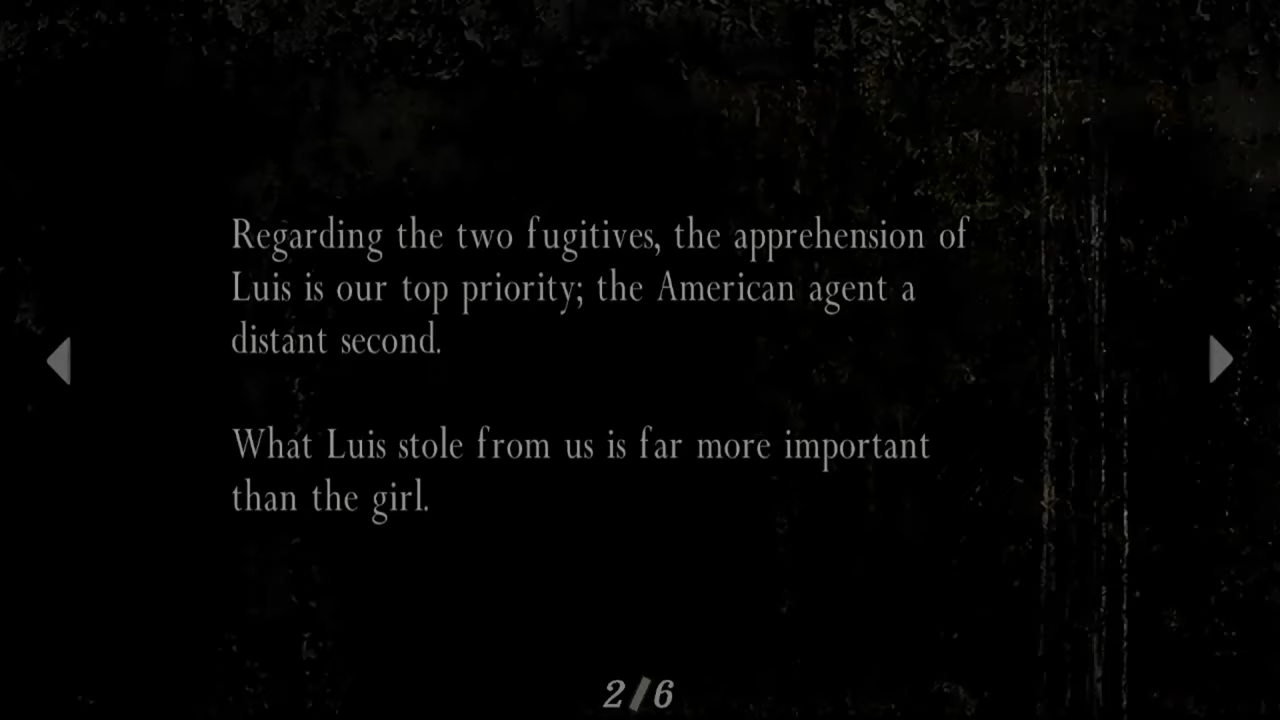 Regarding the two fugitives, the apprehension of
Luis is our top priority; the American agent a
distant second.
What Luis stole from us is far more important
than the girl.
2/6